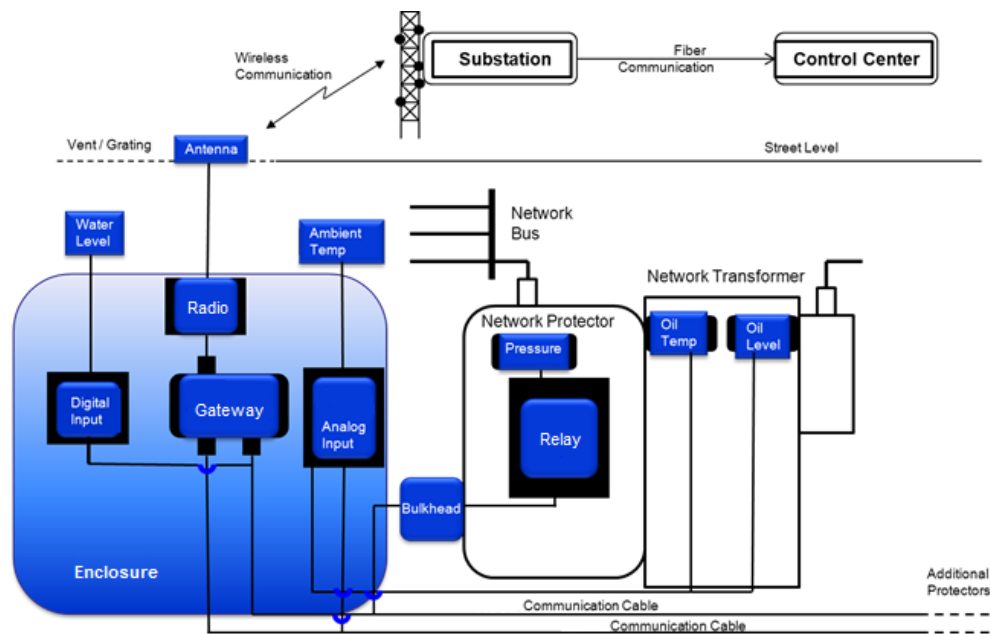 Wireless
Communication
Substation
Fiber
Communication
Control Center
Vent / Grating
Antenna
Street Level
Water
Level
Ambient
Temp
Network
Bus
Network Transformer
Radio
Network Protector
Oil
Temp
Oil
Level
Pressure
Digital
Input
Gateway
Analog
Input
Relay
Bulkhead
Enclosure
Additional
Protectors
Communication Cable
Communication Cable